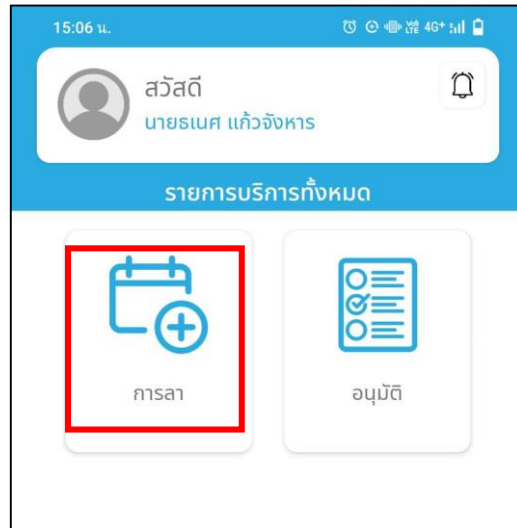 15:06 น.
4G+
สวัสดี
นายธเนศ แก้วจังหาร
รายการบริการทั้งหมด
การลา
อนุมัติ